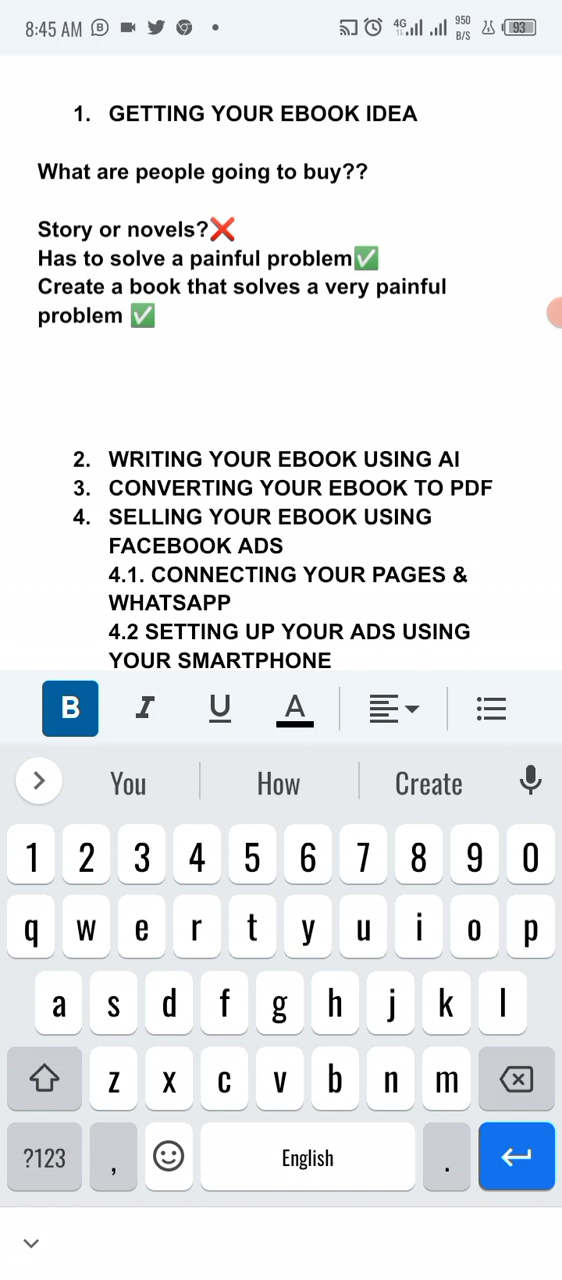 8:45 AM
4G
950
B/S
93
1. GETTING YOUR EBOOK IDEA
What are people going to buy??
Story or novels?❌
Has to solve a painful problem✅
Create a book that solves a very painful
problem ✅
2. WRITING YOUR EBOOK USING AI
3. CONVERTING YOUR EBOOK TO PDF
4. SELLING YOUR EBOOK USING
FACEBOOK ADS
4.1. CONNECTING YOUR PAGES &
WHATSAPP
4.2 SETTING UP YOUR ADS USING
YOUR SMARTPHONE
B I U A
You How Create
1 2 3 4 5 6 7 8 9 0
q w e r t y u i o p
a s d f g h j k l
z x c v b n m
?123 , English .